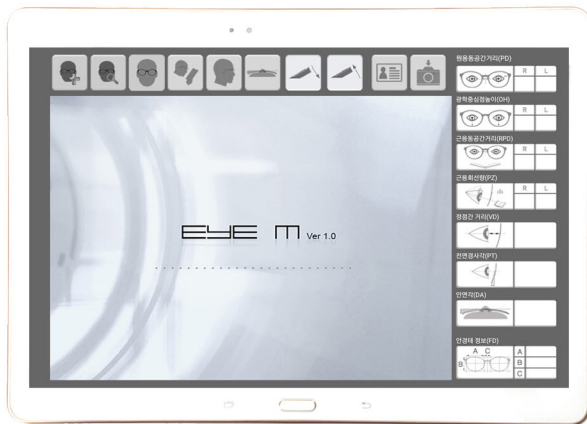 원용동공간거리(PD)
R L
광학중심점높이(OH)
R L
근용동공간거리(RPD)
R L
근용회선량(PZ)
R L
정점간 거리(VD)
전면경사각(PT)
안면각(DA)
안경테 정보(FD)
A C
B
A
B
C
EYE M Ver 1.0